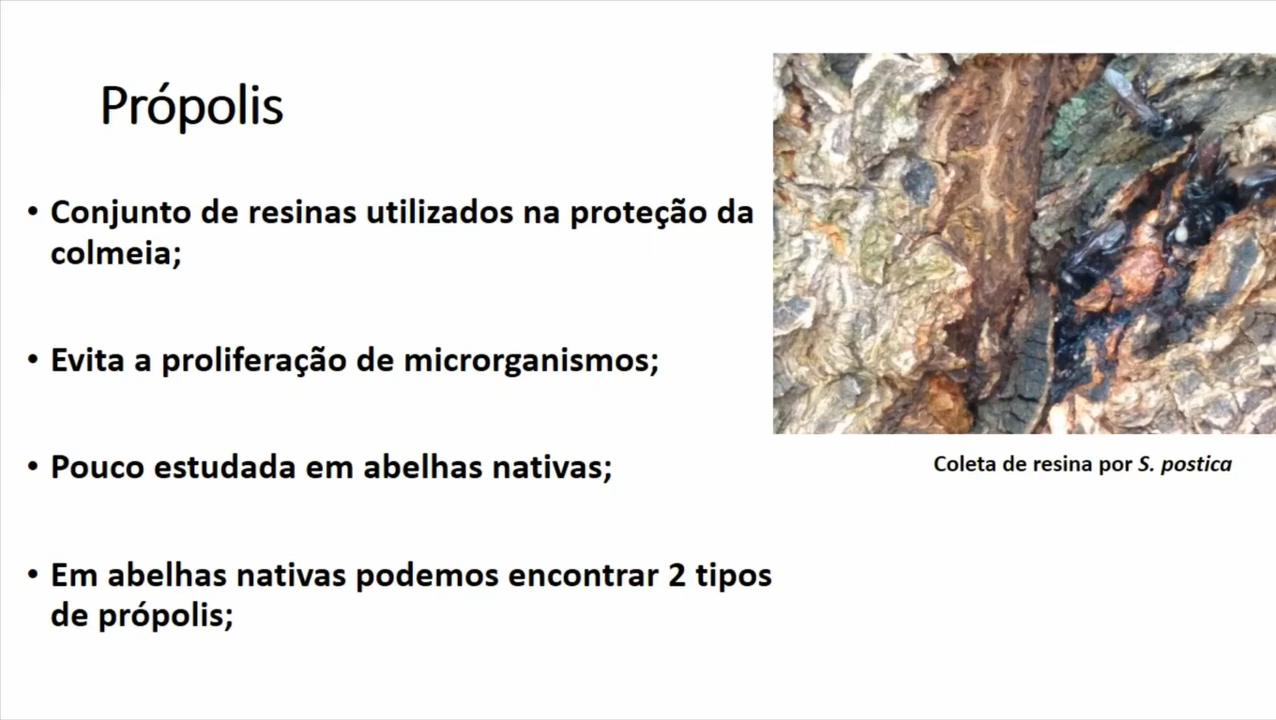 Própolis
• Conjunto de resinas utilizados na proteção da
colmeia;
• Evita a proliferação de microrganismos;
• Pouco estudada em abelhas nativas;
• Em abelhas nativas podemos encontrar 2 tipos
de própolis;
Coleta de resina por S. postica